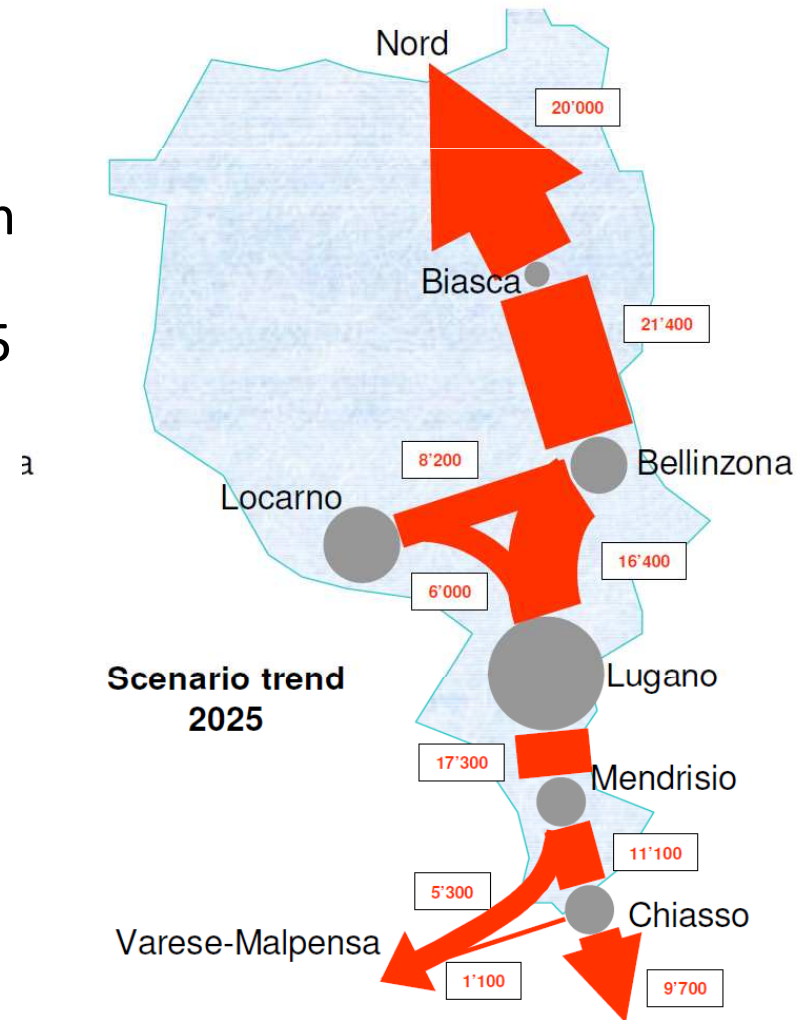 Nord
20'000
n
Biasca
21'400
5
8'200
Bellinzona
a
Locarno
16'400
6'000
Scenario trend
2025
Lugano
17'300
Mendrisio
11'100
5'300
Chiasso
Varese-Malpensa
1'100
9'700